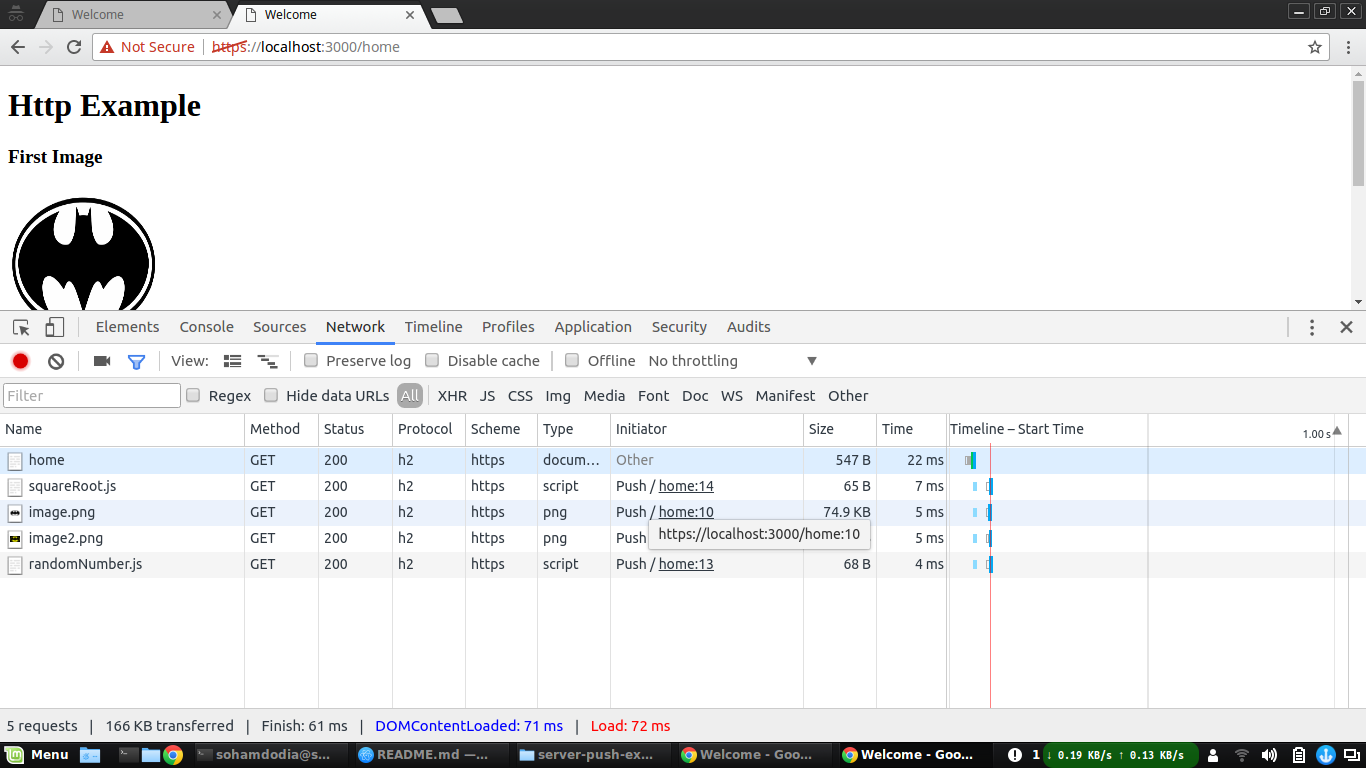 Welcome
Welcome
Not Secure https://localhost:3000/home
Http Example
First Image
Elements Console Sources Network Timeline Profiles Application Security Audits
View: Preserve log Disable cache Offline No throttling
Filter Regex Hide data URLs All XHR JS CSS Img Media Font Doc WS Manifest Other
Name Method Status Protocol Scheme Type Initiator Size Time Timeline – Start Time 1.00 s
home GET 200 h2 https docum… Other 547 B 22 ms
squareRoot.js GET 200 h2 https script Push / home:14 65 B 7 ms
image.png GET 200 h2 https png Push / home:10 74.9 KB 5 ms
image2.png GET 200 h2 https png Push 5 ms
https://localhost:3000/home:10
randomNumber.js GET 200 h2 https script Push / home:13 68 B 4 ms
5 requests | 166 KB transferred | Finish: 61 ms | DOMContentLoaded: 71 ms | Load: 72 ms
Menu sohamdodia@s... README.md —... server-push-ex... Welcome - Goo... Welcome - Goo... 1 ↓ 0.19 KB/s ↑ 0.13 KB/s